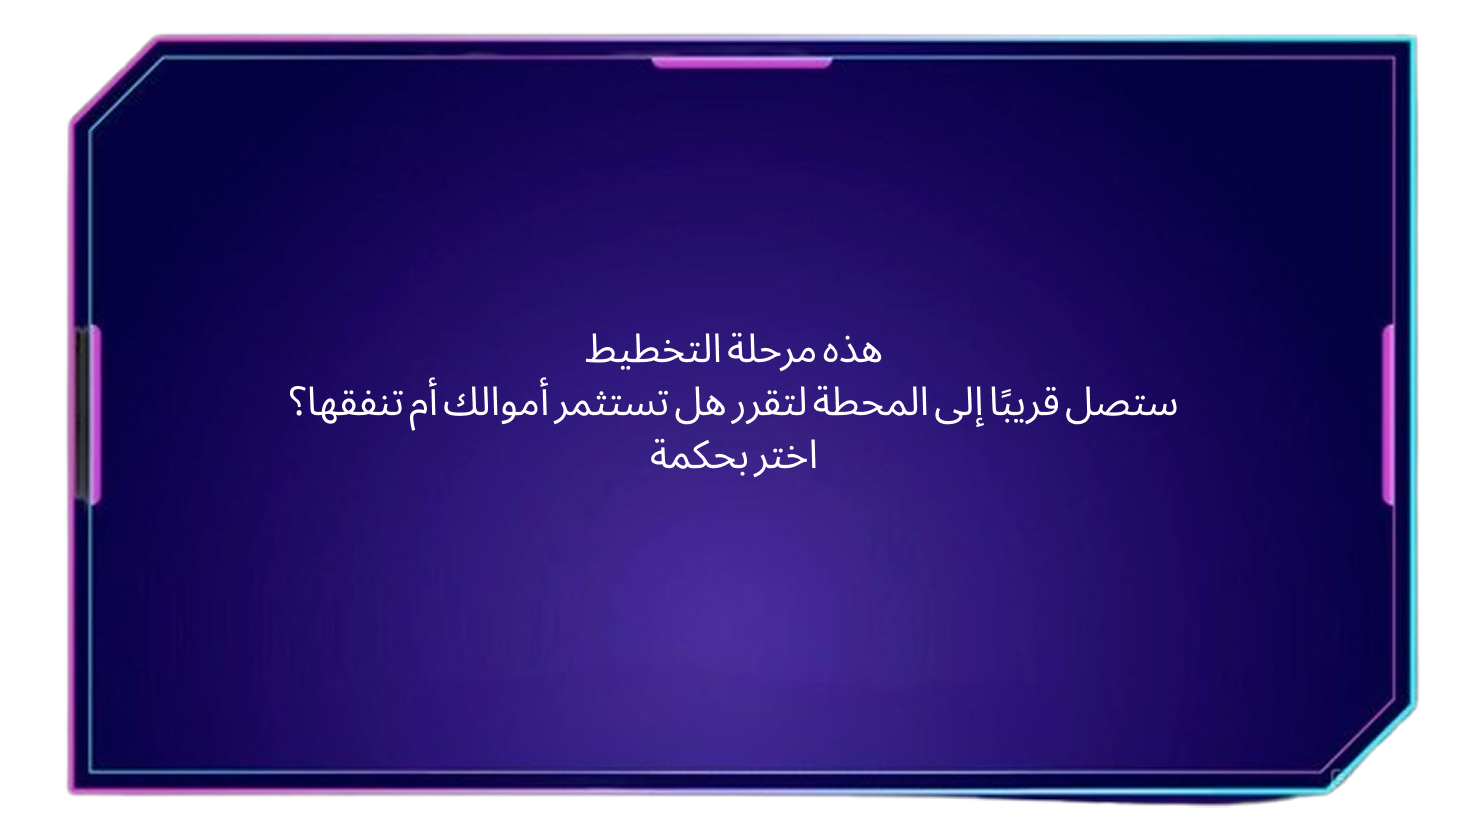 هذه مرحلة التخطيط
ستصل قريبًا إلى المحطة لتقرر هل تستثمر أموالك أم تنفقها؟
اختر بحكمة